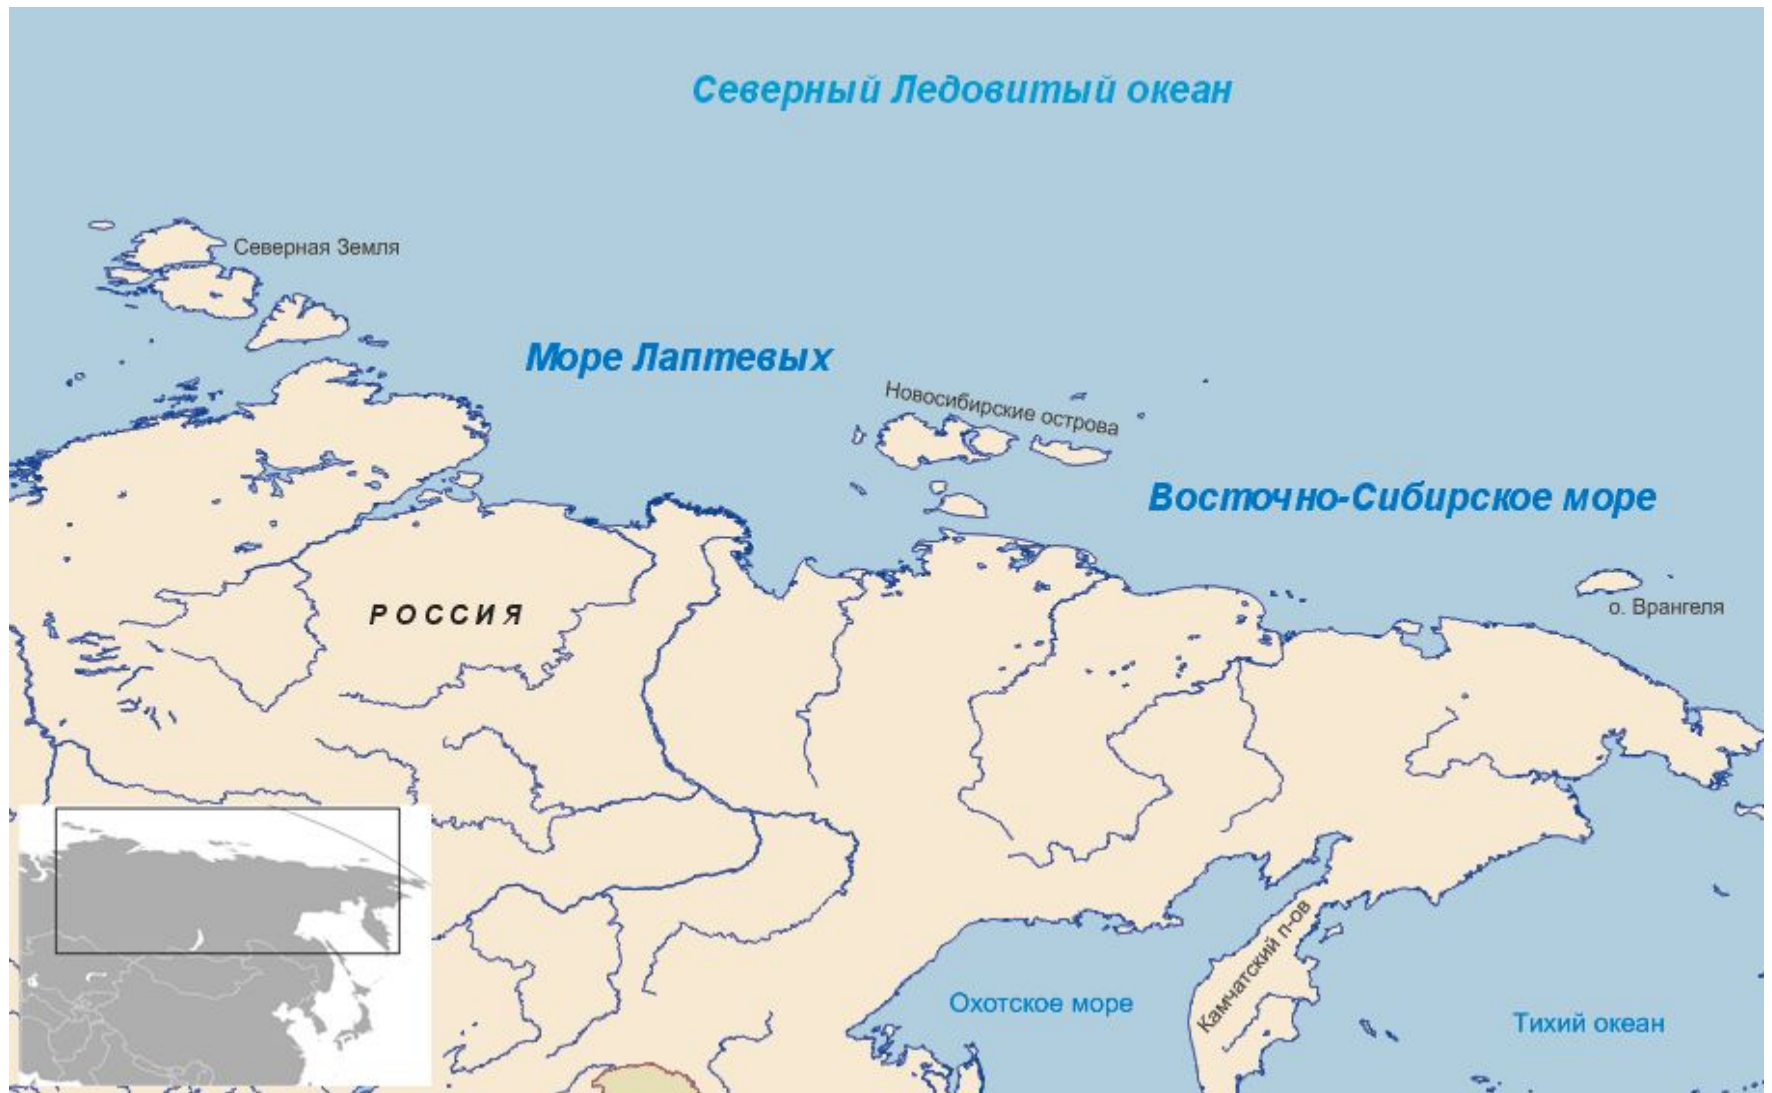 Северный Ледовитый океан
Северная Земля
Море Лаптевых
Новосибирские острова
Восточно-Сибирское море
о. Врангеля
РОССИЯ
Камчатский п-ов
Охотское море
Тихий океан